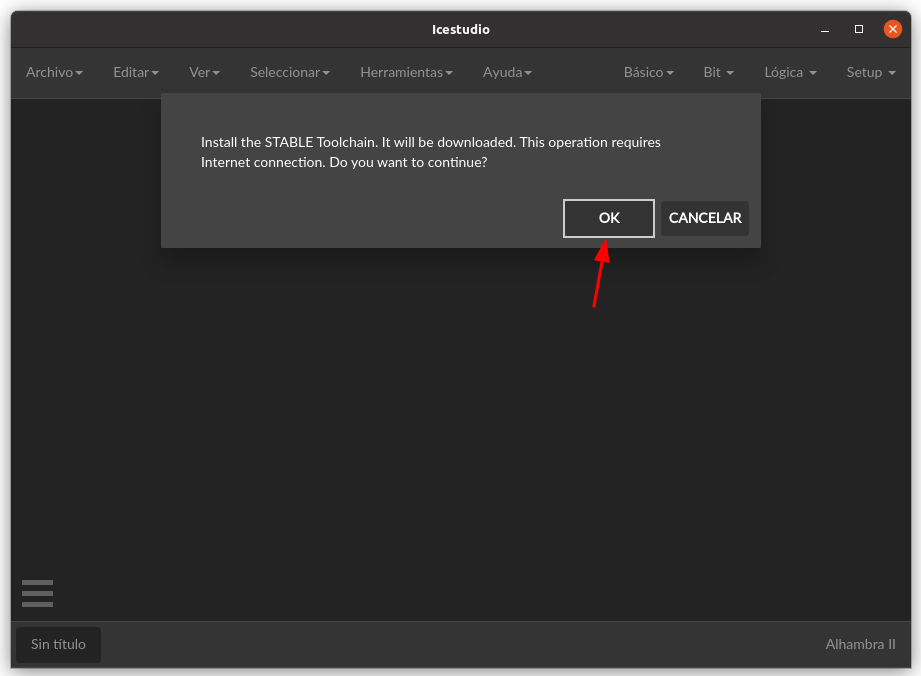 Icestudio
Archivo Editar Ver Seleccionar Herramientas Ayuda Básico Bit Lógica Setup
Install the STABLE Toolchain. It will be downloaded. This operation requires
Internet connection. Do you want to continue?
OK CANCELAR
Sin título Alhambra II